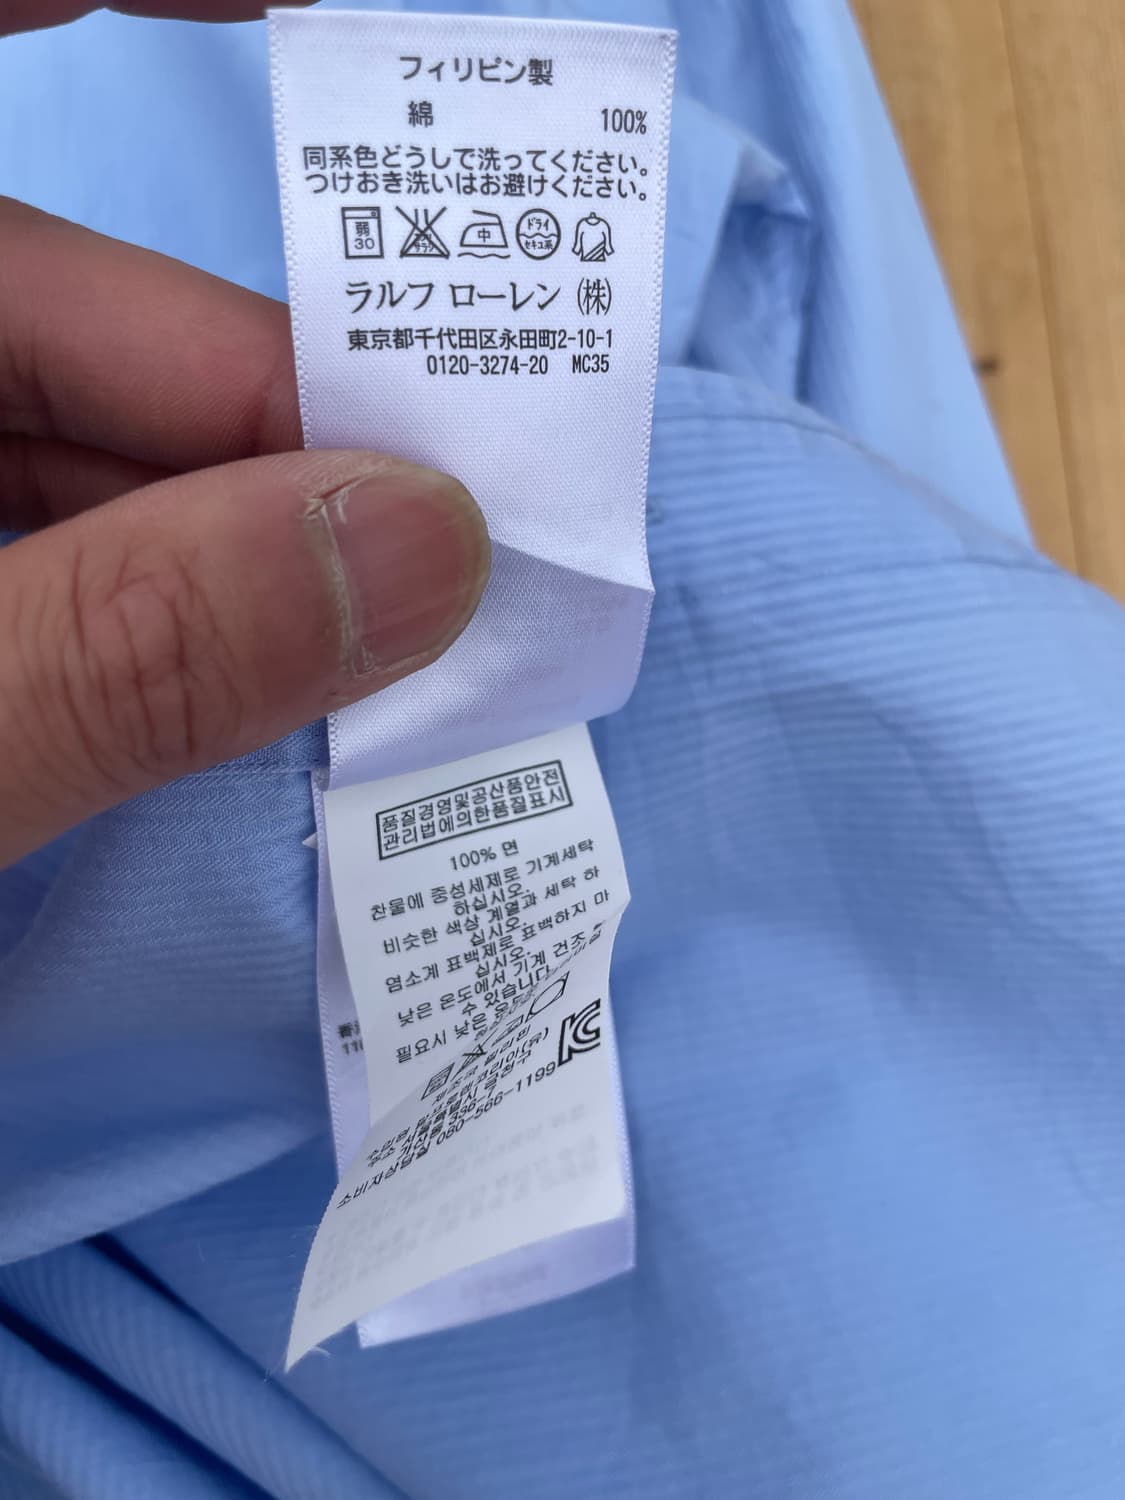 フィリピン製
綿 100%
同系色どうしで洗ってください。
つけおき洗いはお避けください。
弱
30
中
ドライ
セキユ系
ラルフ ローレン (株)
東京都千代田区永田町2-10-1
0120-3274-20 MC35
품질경영및공산품안전
관리법에의한품질표시
100% 면
찬물에 중성세제로 기계세탁
하십시오.
비슷한 색상 계열과 세탁 하
십시오.
염소계 표백제로 표백하지 마
십시오.
낮은 온도에서 기계 건조
수 있습니다
필요시 낮은
080-566-1199